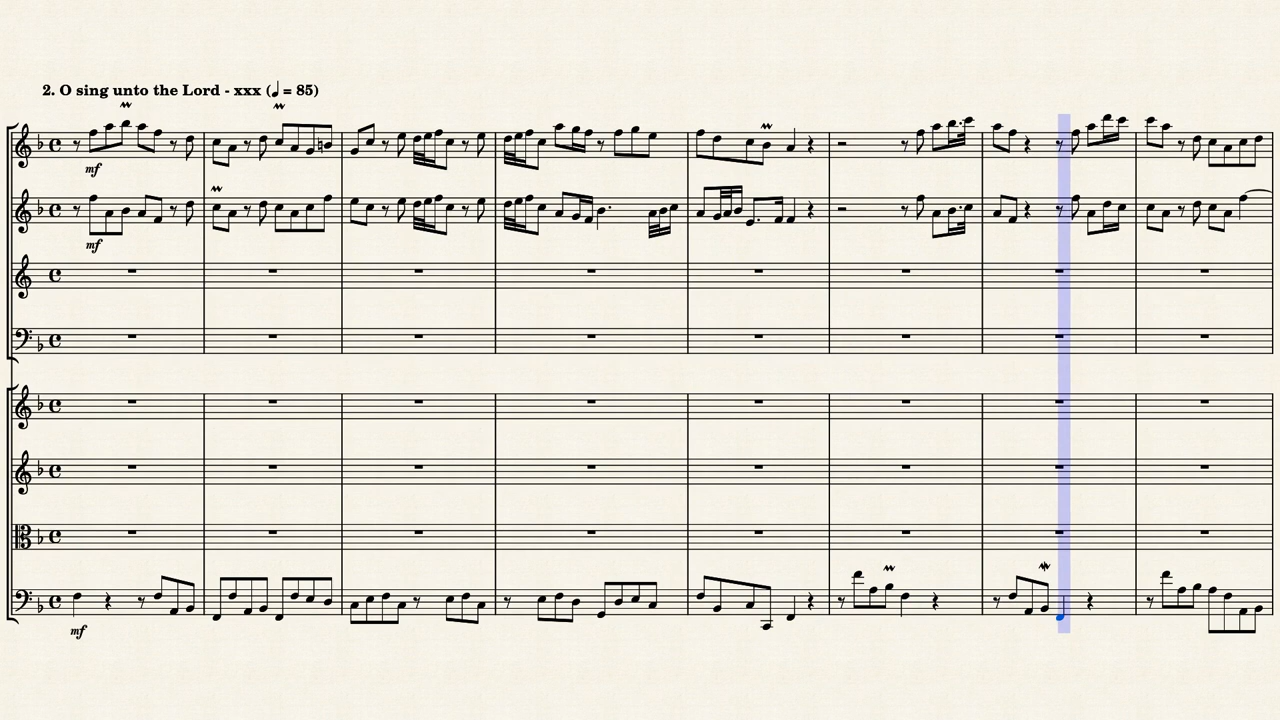 2. O sing unto the Lord - xxx (♩ = 85)
mf
mf
mf